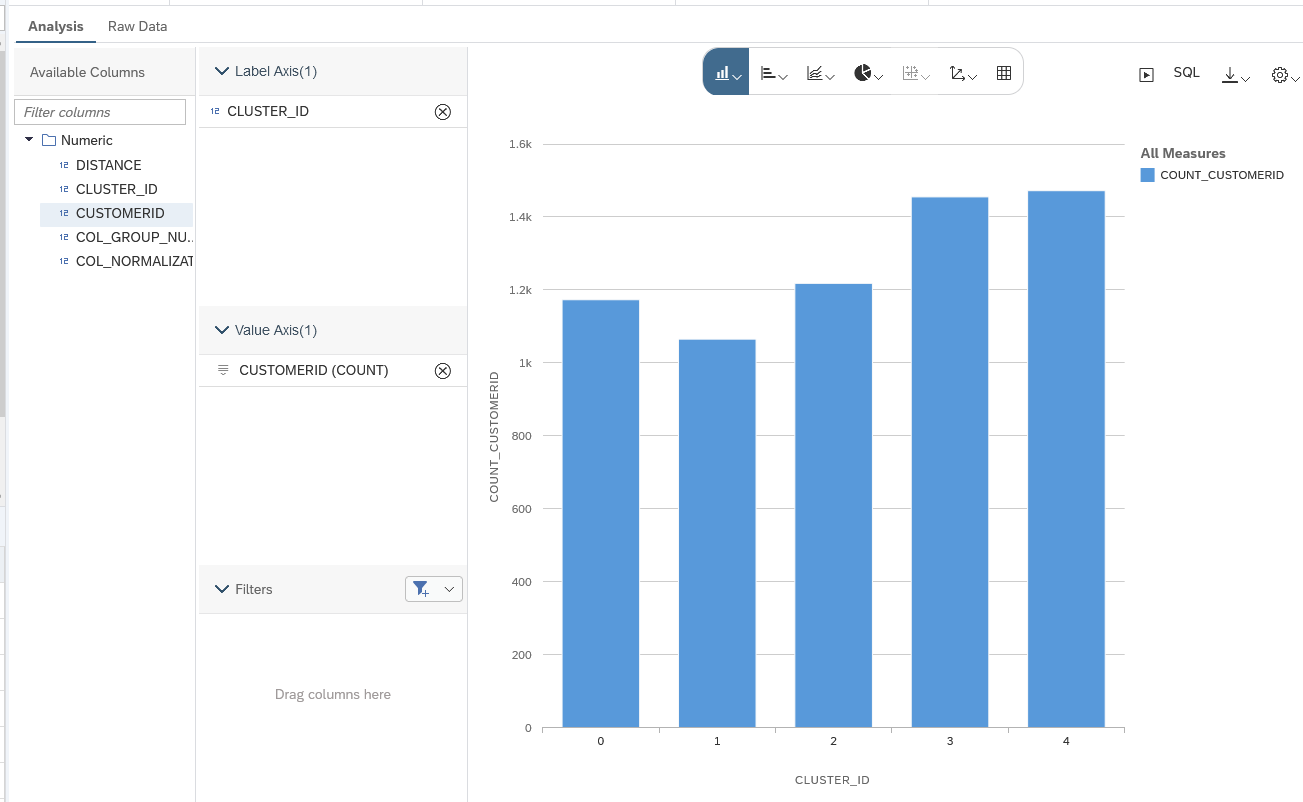 Analysis
Raw Data
Available Columns
Filter columns
Numeric
12 DISTANCE
12 CLUSTER_ID
12 CUSTOMERID
12 COL_GROUP_NU..
12 COL_NORMALIZAT
Label Axis(1)
12 CLUSTER_ID
Value Axis(1)
CUSTOMERID (COUNT)
Filters
Drag columns here
SQL
All Measures
COUNT_CUSTOMERID
COUNT_CUSTOMERID
1.6k
1.4k
1.2k
1k
800
600
400
200
0
0 1 2 3 4
CLUSTER_ID